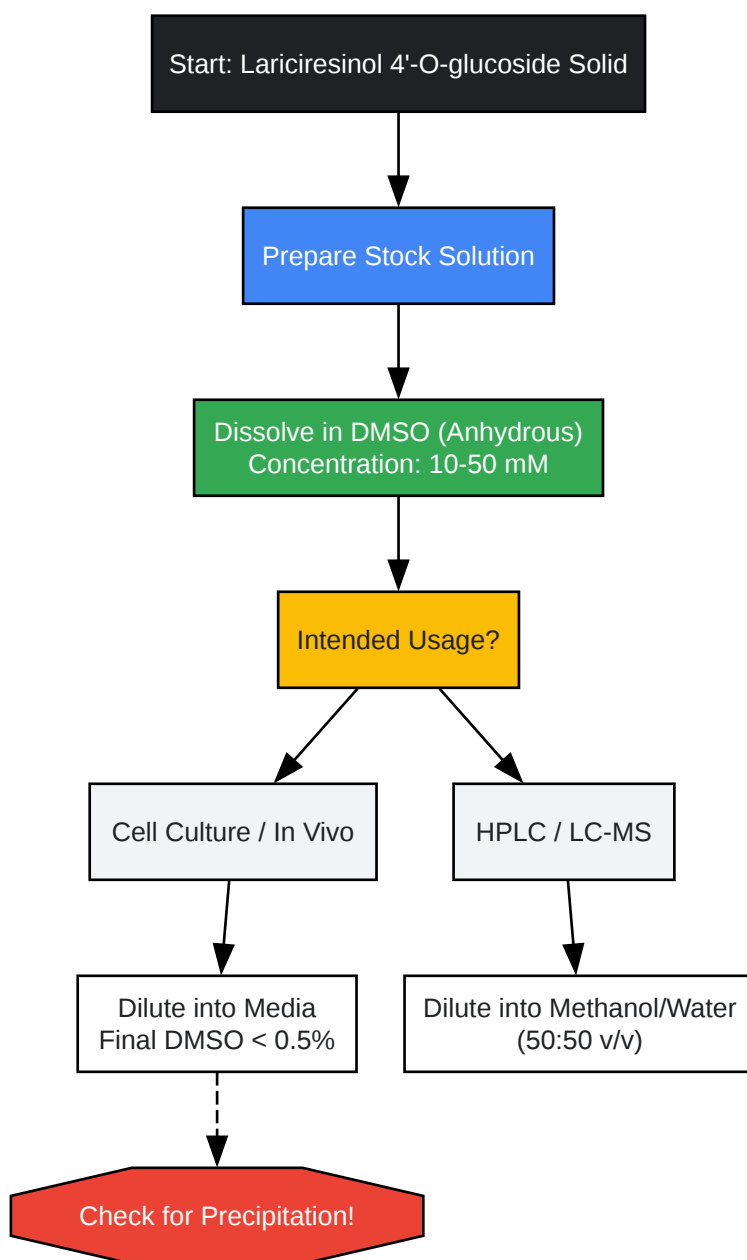 Start: Lariciresinol 4'-O-glucoside Solid
Prepare Stock Solution
Dissolve in DMSO (Anhydrous)
Concentration: 10-50 mM
Intended Usage?
Cell Culture / In Vivo
HPLC / LC-MS
Dilute into Media
Final DMSO < 0.5%
Dilute into Methanol/Water
(50:50 v/v)
Check for Precipitation!